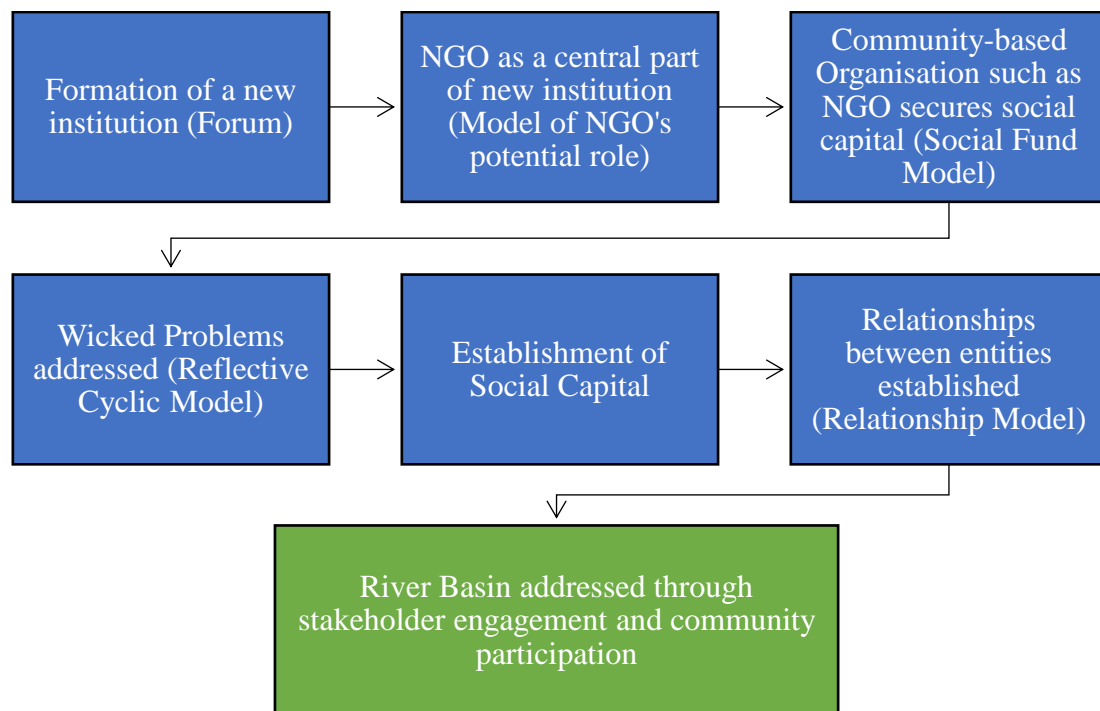 Formation of a new
institution (Forum)
NGO as a central part
of new institution
(Model of NGO's
potential role)
Community-based
Organisation such as
NGO secures social
capital (Social Fund
Model)
Wicked Problems
addressed (Reflective
Cyclic Model)
Establishment of
Social Capital
Relationships
between entities
established
(Relationship Model)
River Basin addressed through
stakeholder engagement and community
participation